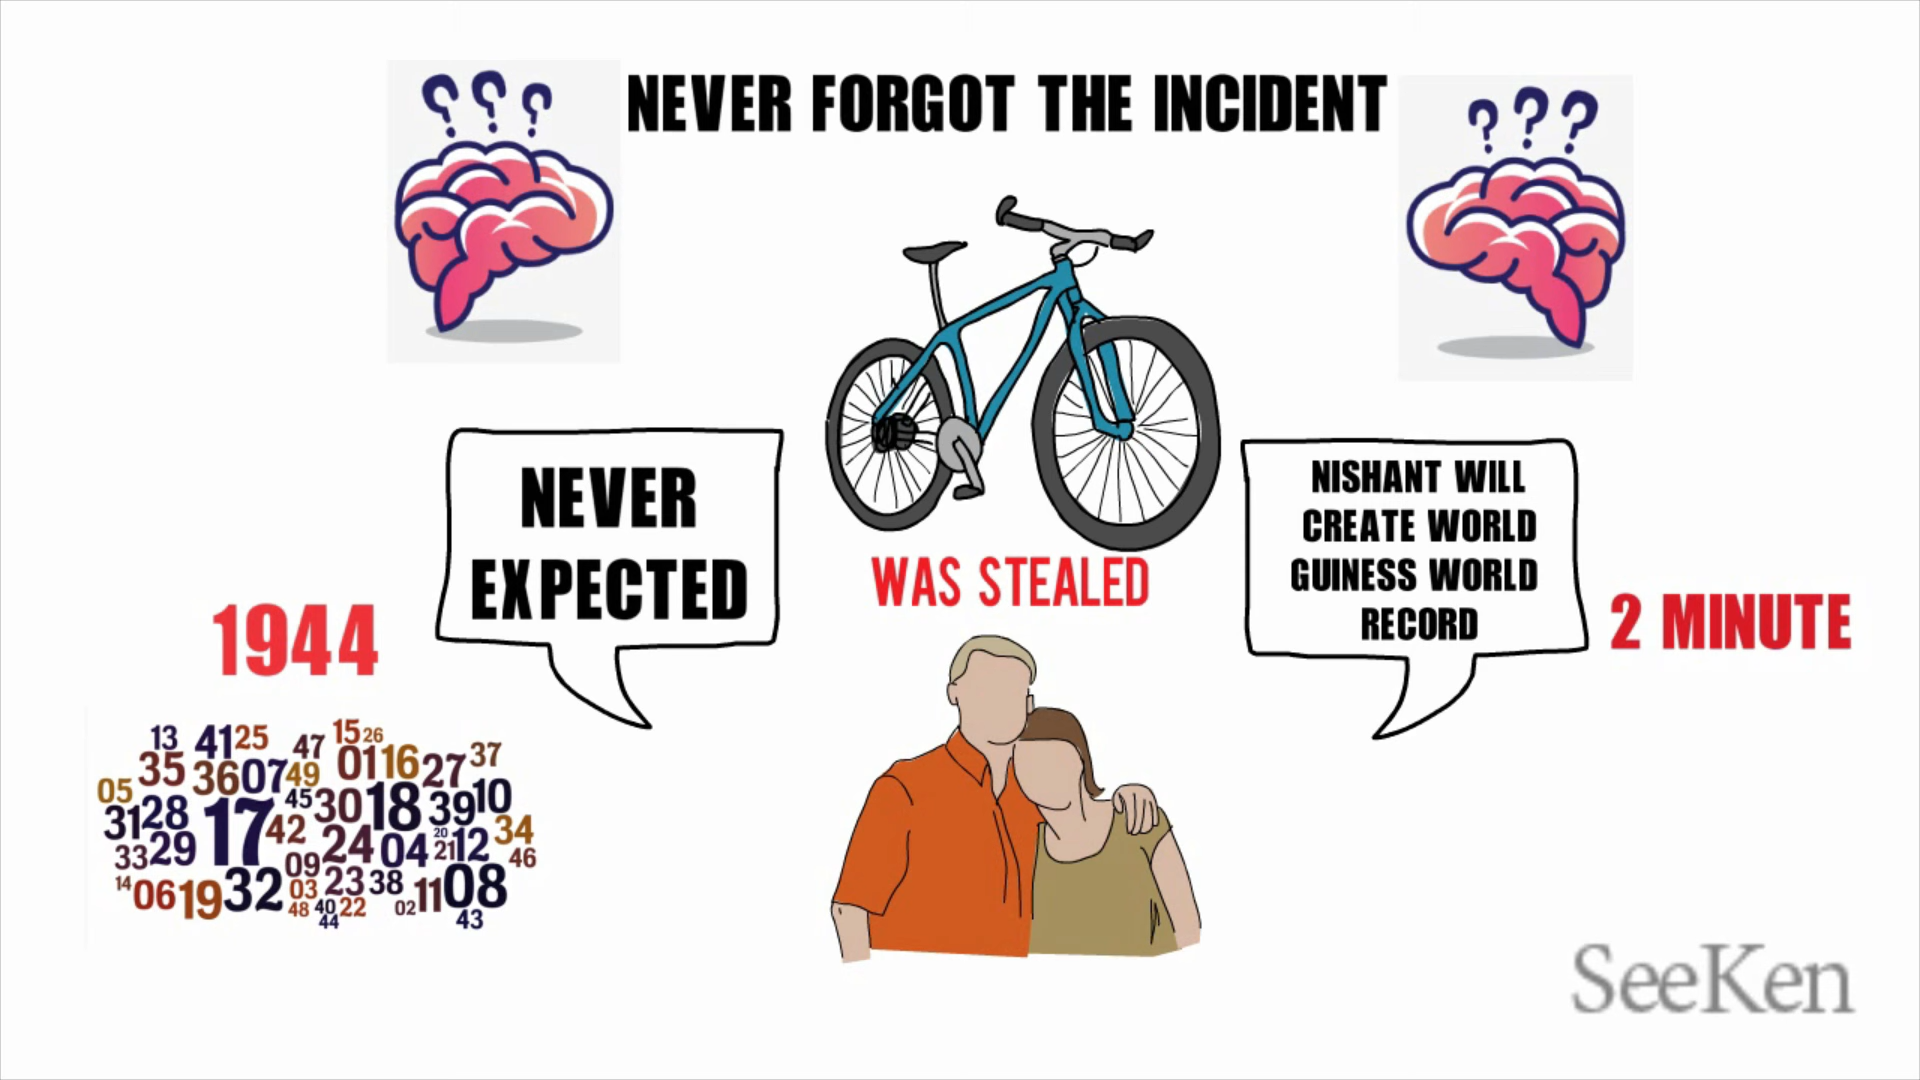 NEVER FORGOT THE INCIDENT
NEVER
EXPECTED
NISHANT WILL
CREATE WORLD
GUINESS WORLD
RECORD
WAS STEALED
1944
2 MINUTE
13 41 25 47 15 26
35 36 07 49 01 16 27 37
05 31 28 17 45 30 18 39 10
33 29 42 24 04 20 21 12 34
09 46
14 06 19 32 03 23 38 11 08
48 40 22 02
44 43
SeeKen